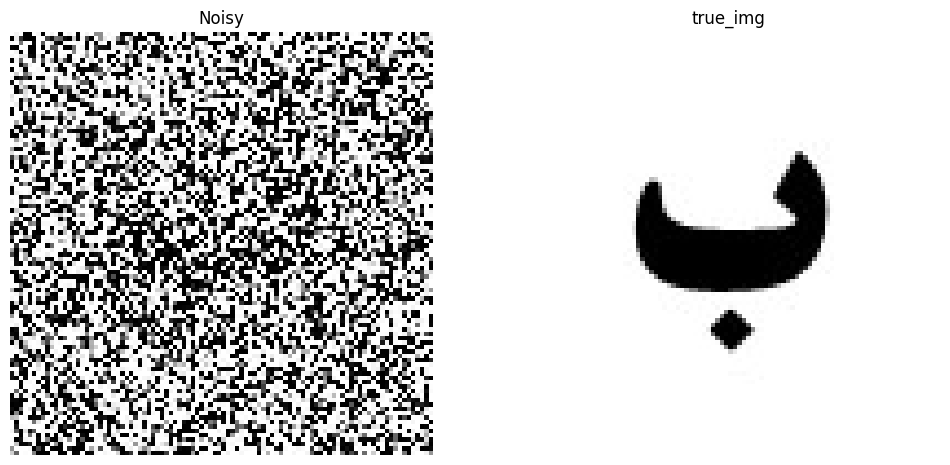 Noisy
true_img
ب